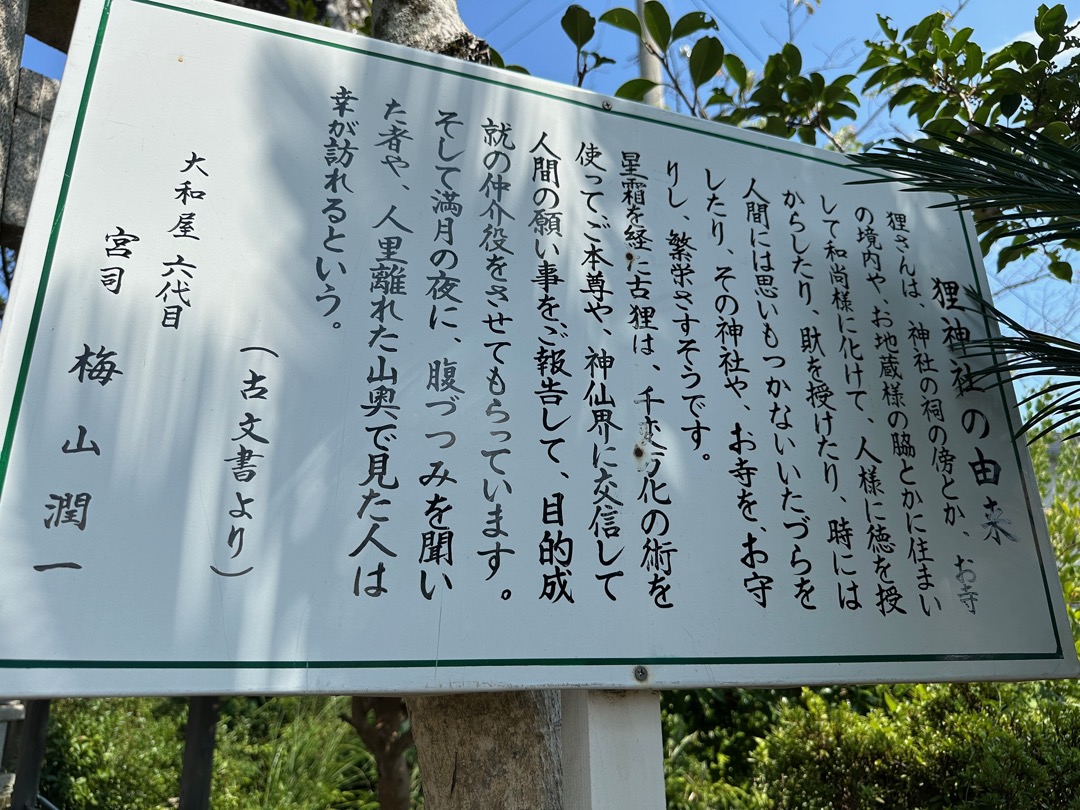 狸神社の由来
狸さんは、神社の祠の傍とか、お寺
の境内や、お地蔵様の脇とかに住まい
して和尚様に化けて、人様に徳を授
からしたり、財を授けたり、時には
人間には思いもつかないいたづらを
したり、その神社や、お寺を、お守
りし、繁栄さすそうです。
星霜を経た古狸は、千変万化の術を
使ってご本尊や、神仙界に交信して
人間の願い事をご報告して、目的成
就の仲介役をさせてもらっています。
そして満月の夜に、腹づつみを聞い
た者や、人里離れた山奥で見た人は
幸が訪れるという。
(古文書より)
大和屋 六代目
宮司 梅山潤一